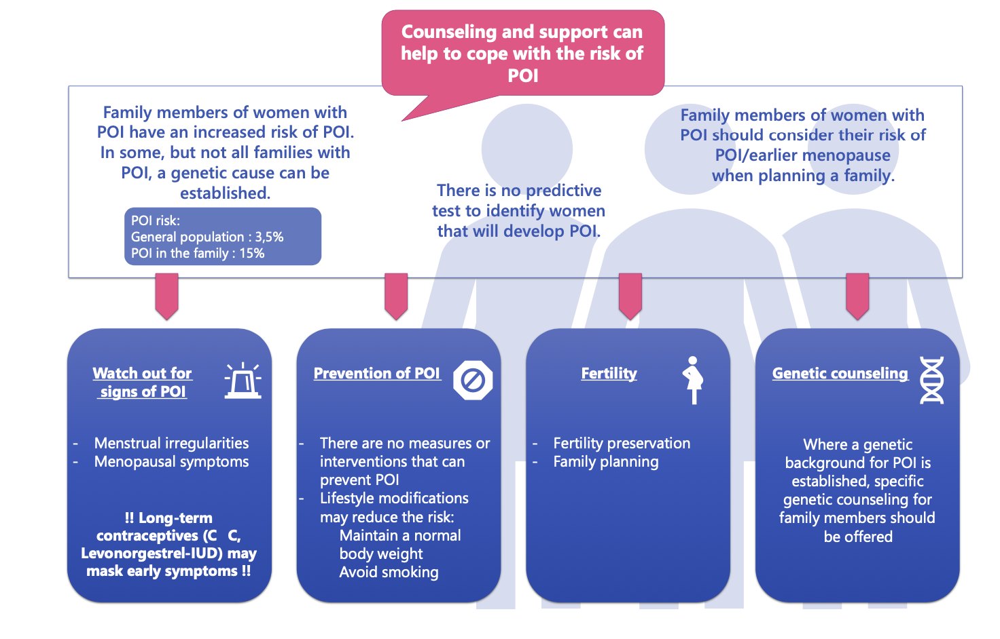 Counseling and support can
help to cope with the risk of
POI
Family members of women with
POI have an increased risk of POI.
In some, but not all families with
POI, a genetic cause can be
established.
POI risk:
General population : 3,5%
POI in the family : 15%
There is no predictive
test to identify women
that will develop POI.
Family members of women with
POI should consider their risk of
POI/earlier menopause
when planning a family.
Watch out for
signs of POI
- Menstrual irregularities
- Menopausal symptoms
!! Long-term
contraceptives (C  C,
Levonorgestrel-IUD) may
mask early symptoms !!
Prevention of POI
- There are no measures or
interventions that can
prevent POI
- Lifestyle modifications
may reduce the risk:
Maintain a normal
body weight
Avoid smoking
Fertility
- Fertility preservation
- Family planning
Genetic counseling
Where a genetic
background for POI is
established, specific
genetic counseling for
family members should
be offered